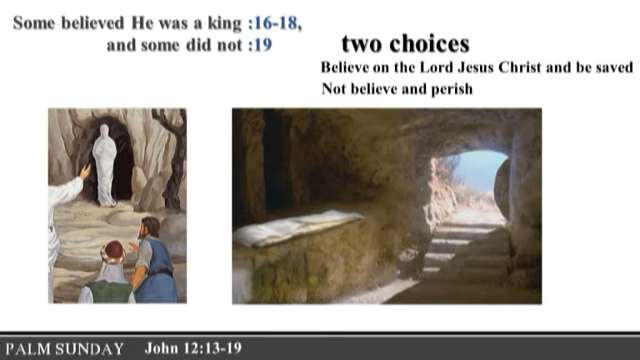 Some believed He was a king :16-18,
and some did not :19
two choices
Believe on the Lord Jesus Christ and be saved
Not believe and perish
PALM SUNDAY John 12:13-19